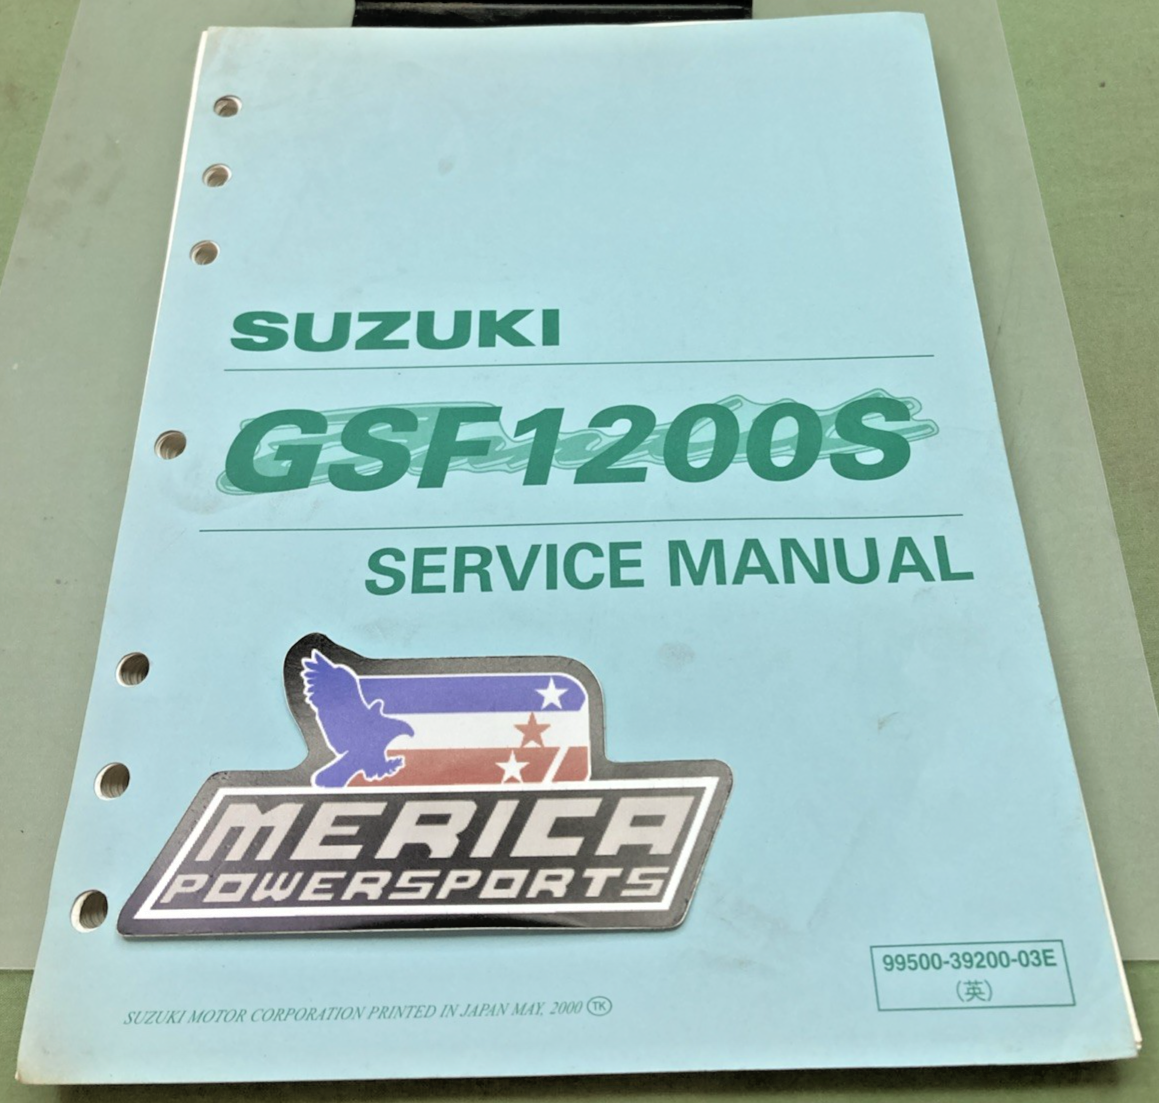 SUZUKI
GSF1200S
SERVICE MANUAL
MERICA
POWERSPORTS
99500-39200-03E
(英)
SUZUKI MOTOR CORPORATION PRINTED IN JAPAN MAY, 2000 TK